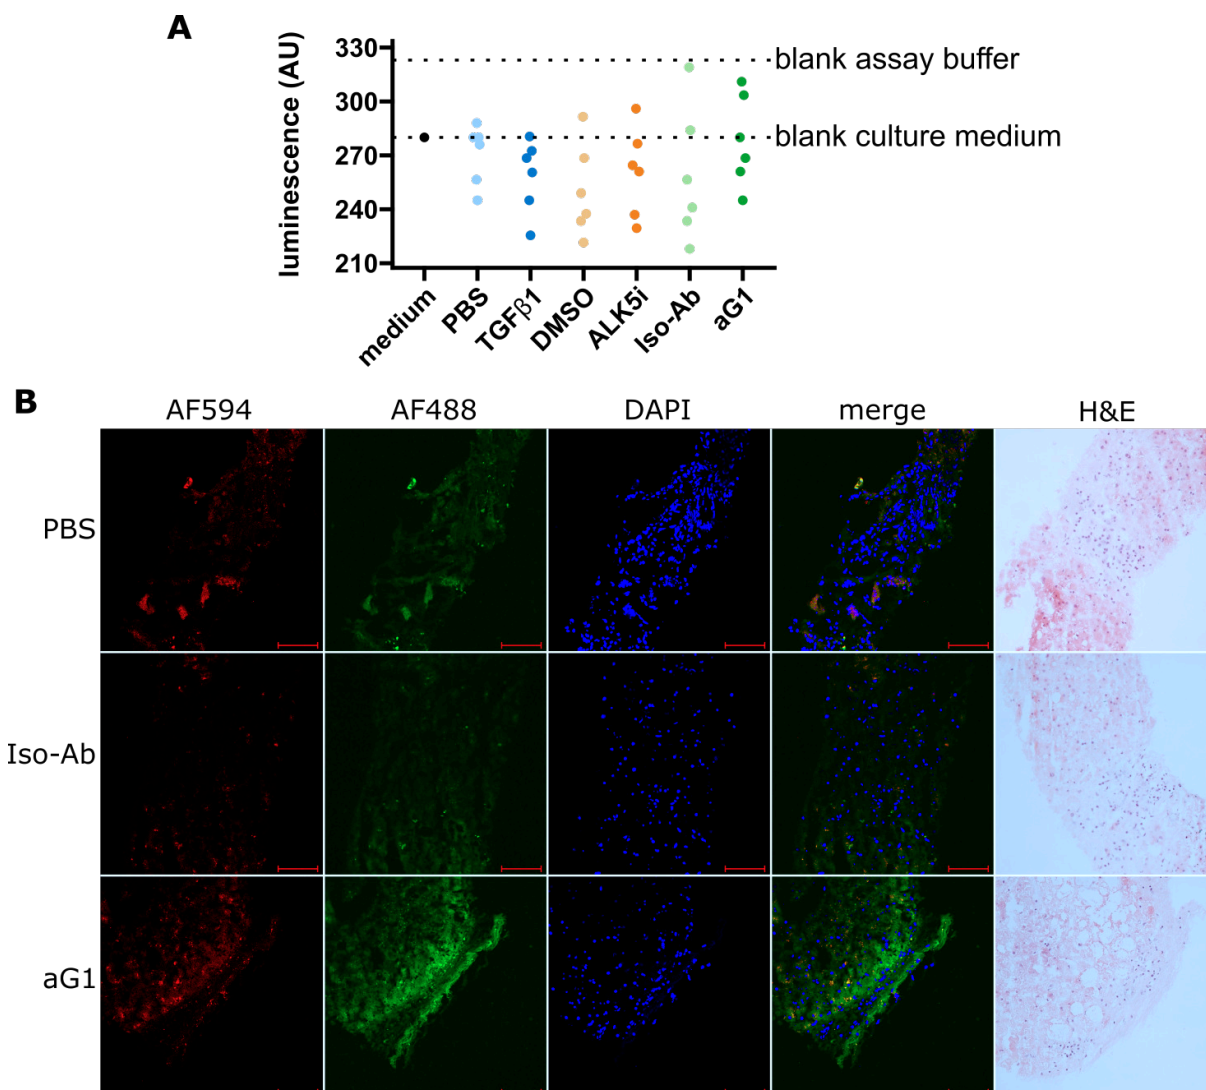 A
luminescence (AU)
330
300
270
240
210
blank assay buffer
blank culture medium
medium
PBS
TGFβ1
DMSO
ALK5i
Iso-Ab
aG1
B
AF594 AF488 DAPI merge H&E
PBS
Iso-Ab
aG1